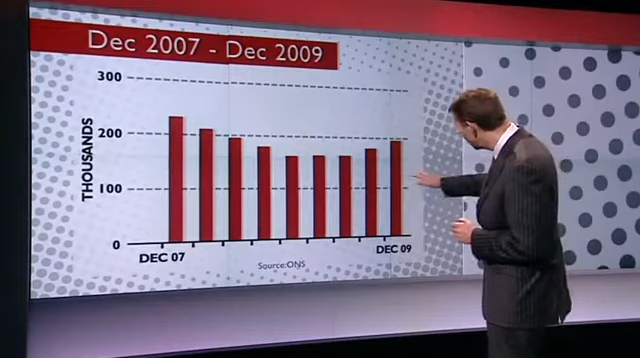 Dec 2007 - Dec 2009
300
200
THOUSANDS
100
0
DEC 07
DEC 09
Source:ONS